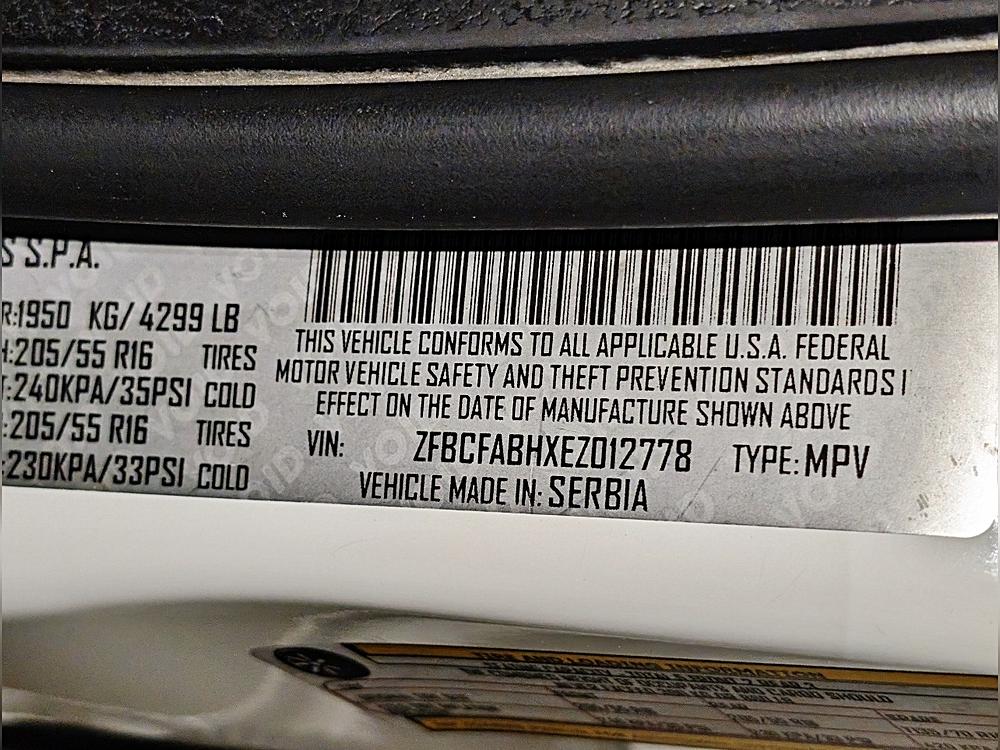 S S.P.A.
R:1950 KG/ 4299 LB
H:205/55 R16 TIRES
T:240KPA/35PSI COLD
:205/55 R16 TIRES
:230KPA/33PSI COLD
THIS VEHICLE CONFORMS TO ALL APPLICABLE U.S.A. FEDERAL
MOTOR VEHICLE SAFETY AND THEFT PREVENTION STANDARDS I
EFFECT ON THE DATE OF MANUFACTURE SHOWN ABOVE
VIN: ZFBCFABHXEZ012778 TYPE: MPV
VEHICLE MADE IN: SERBIA